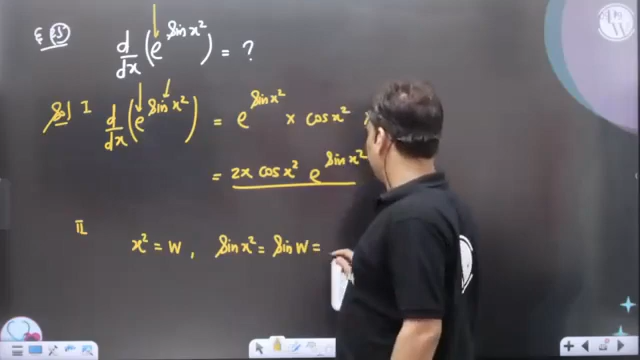 Q 25 d/dx (e^{sin x²}) = ?
Sol I d/dx (e^{sin x²}) = e^{sin x²} × cos x²
= 2x cos x² e^{sin x²}
II
x² = W, sin x² = sin W =